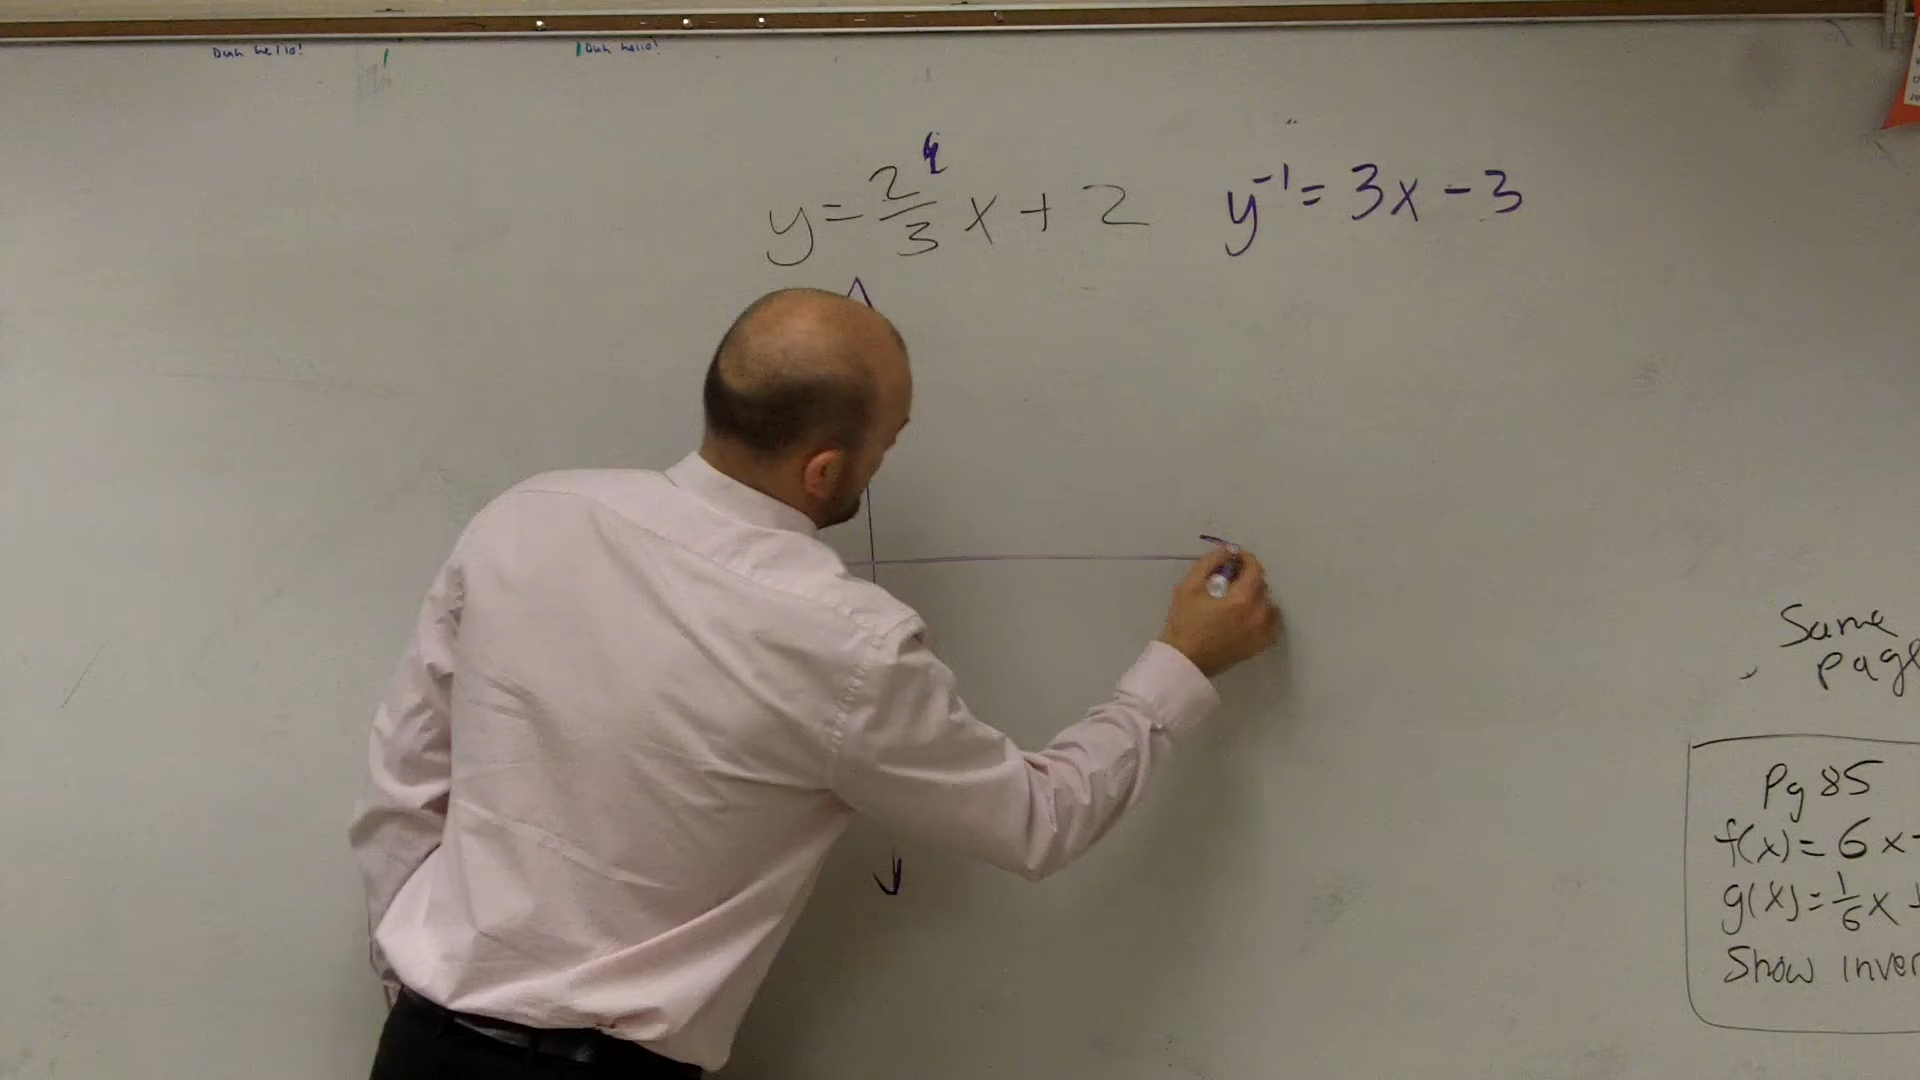 Duh hello! Duh hello!
y = 2/3 x + 2 y⁻¹ = 3x - 3
Same
page
Pg 85
f(x) = 6x
g(x) = 1/6 x +
Show inver